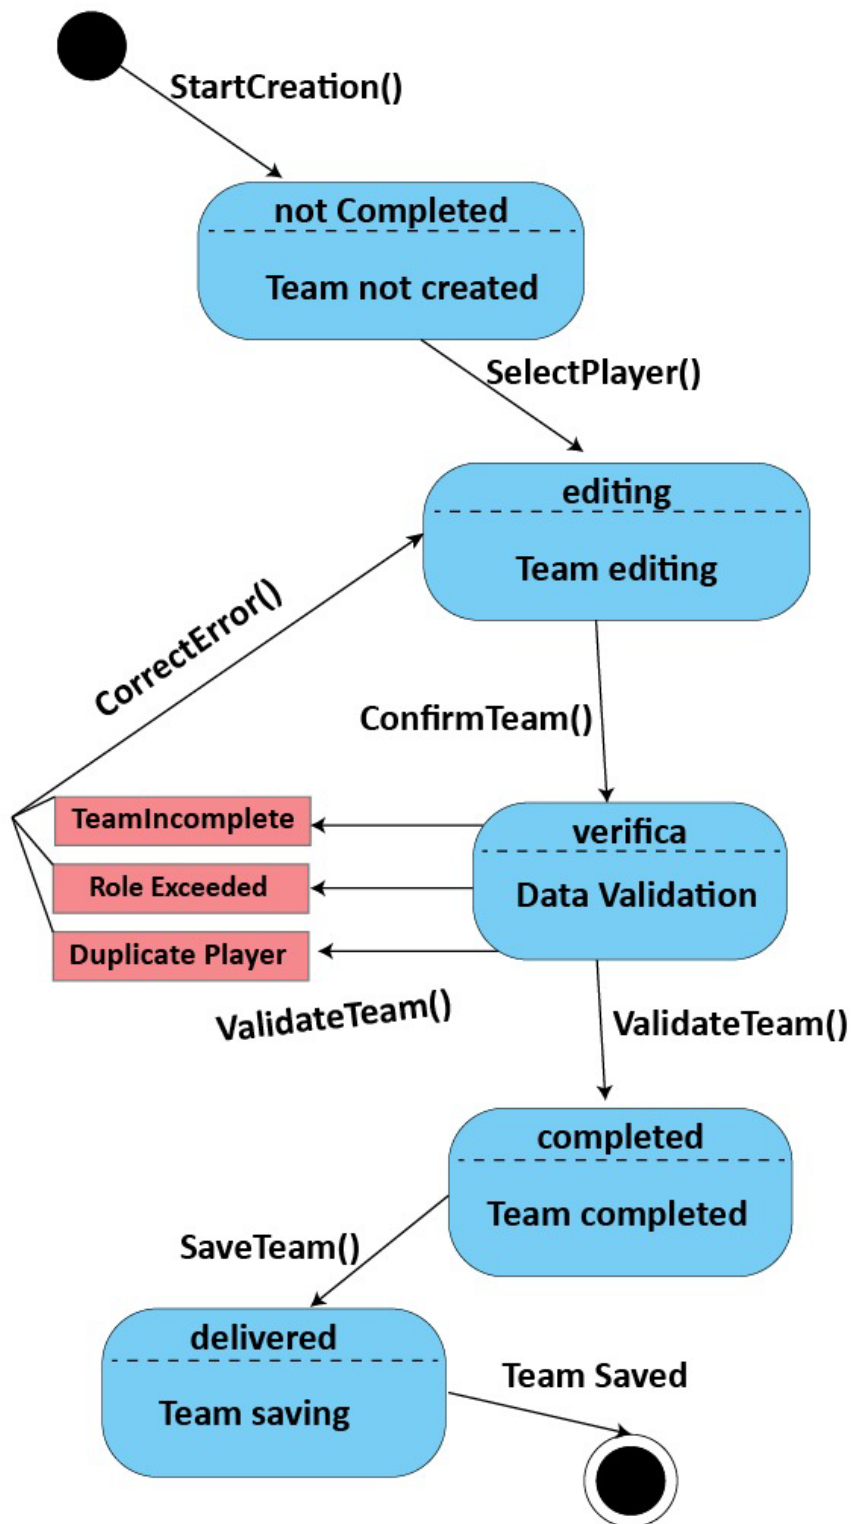 StartCreation()
not Completed
Team not created
SelectPlayer()
editing
Team editing
CorrectError()
ConfirmTeam()
TeamIncomplete
verifica
Role Exceeded
Data Validation
Duplicate Player
ValidateTeam()
ValidateTeam()
completed
Team completed
SaveTeam()
delivered
Team saving
Team Saved